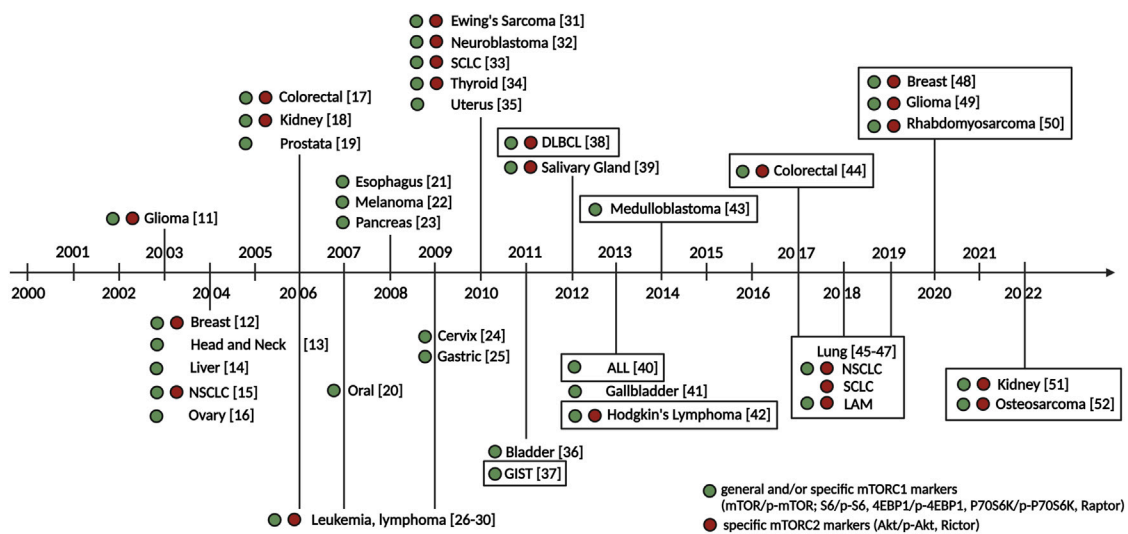 Ewing's Sarcoma [31]
Neuroblastoma [32]
SCLC [33]
Thyroid [34]
Uterus [35]
Colorectal [17]
Kidney [18]
Prostata [19]
Breast [48]
Glioma [49]
Rhabdomyosarcoma [50]
DLBCL [38]
Salivary Gland [39]
Colorectal [44]
Esophagus [21]
Melanoma [22]
Pancreas [23]
Medulloblastoma [43]
Glioma [11]
2001 2003 2005 2007 2009 2011 2013 2015 2017 2019 2021
2000 2002 2004 2006 2008 2010 2012 2014 2016 2018 2020 2022
Breast [12]
Head and Neck [13]
Liver [14]
NSCLC [15]
Ovary [16]
Cervix [24]
Gastric [25]
Oral [20]
ALL [40]
Gallbladder [41]
Hodgkin's Lymphoma [42]
Lung [45-47]
NSCLC
SCLC
LAM
Kidney [51]
Osteosarcoma [52]
Bladder [36]
GIST [37]
Leukemia, lymphoma [26-30]
general and/or specific mTORC1 markers
(mTOR/p-mTOR; S6/p-S6, 4EBP1/p-4EBP1, P70S6K/p-P70S6K, Raptor)
specific mTORC2 markers (Akt/p-Akt, Rictor)